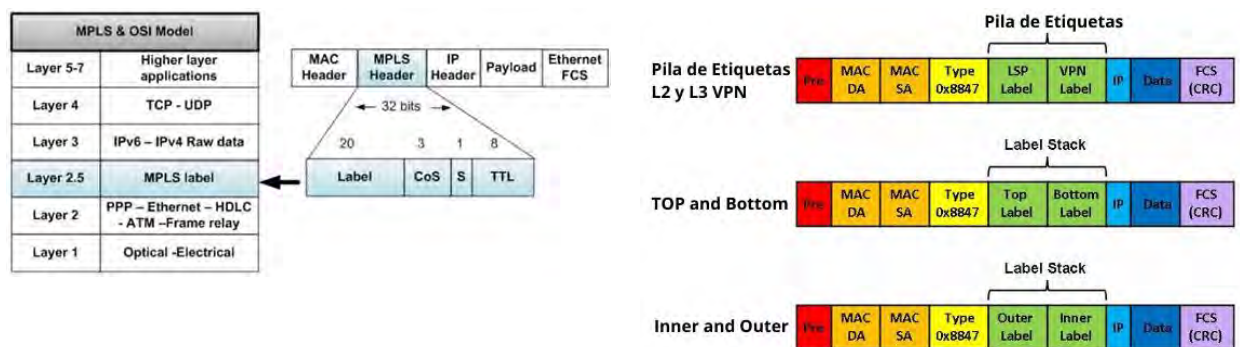 MPLS & OSI Model
Layer 5-7 Higher layer applications
Layer 4 TCP - UDP
Layer 3 IPv6 – IPv4 Raw data
Layer 2.5 MPLS label
Layer 2 PPP – Ethernet – HDLC - ATM –Frame relay
Layer 1 Optical -Electrical
MAC Header MPLS Header IP Header Payload Ethernet FCS
32 bits
20 3 1 8
Label CoS S TTL
Pila de Etiquetas
Pila de Etiquetas L2 y L3 VPN
Pre MAC DA MAC SA Type 0x8847 LSP Label VPN Label IP Data FCS (CRC)
Label Stack
TOP and Bottom
Pre MAC DA MAC SA Type 0x8847 Top Label Bottom Label IP Data FCS (CRC)
Label Stack
Inner and Outer
Pre MAC DA MAC SA Type 0x8847 Outer Label Inner Label IP Data FCS (CRC)